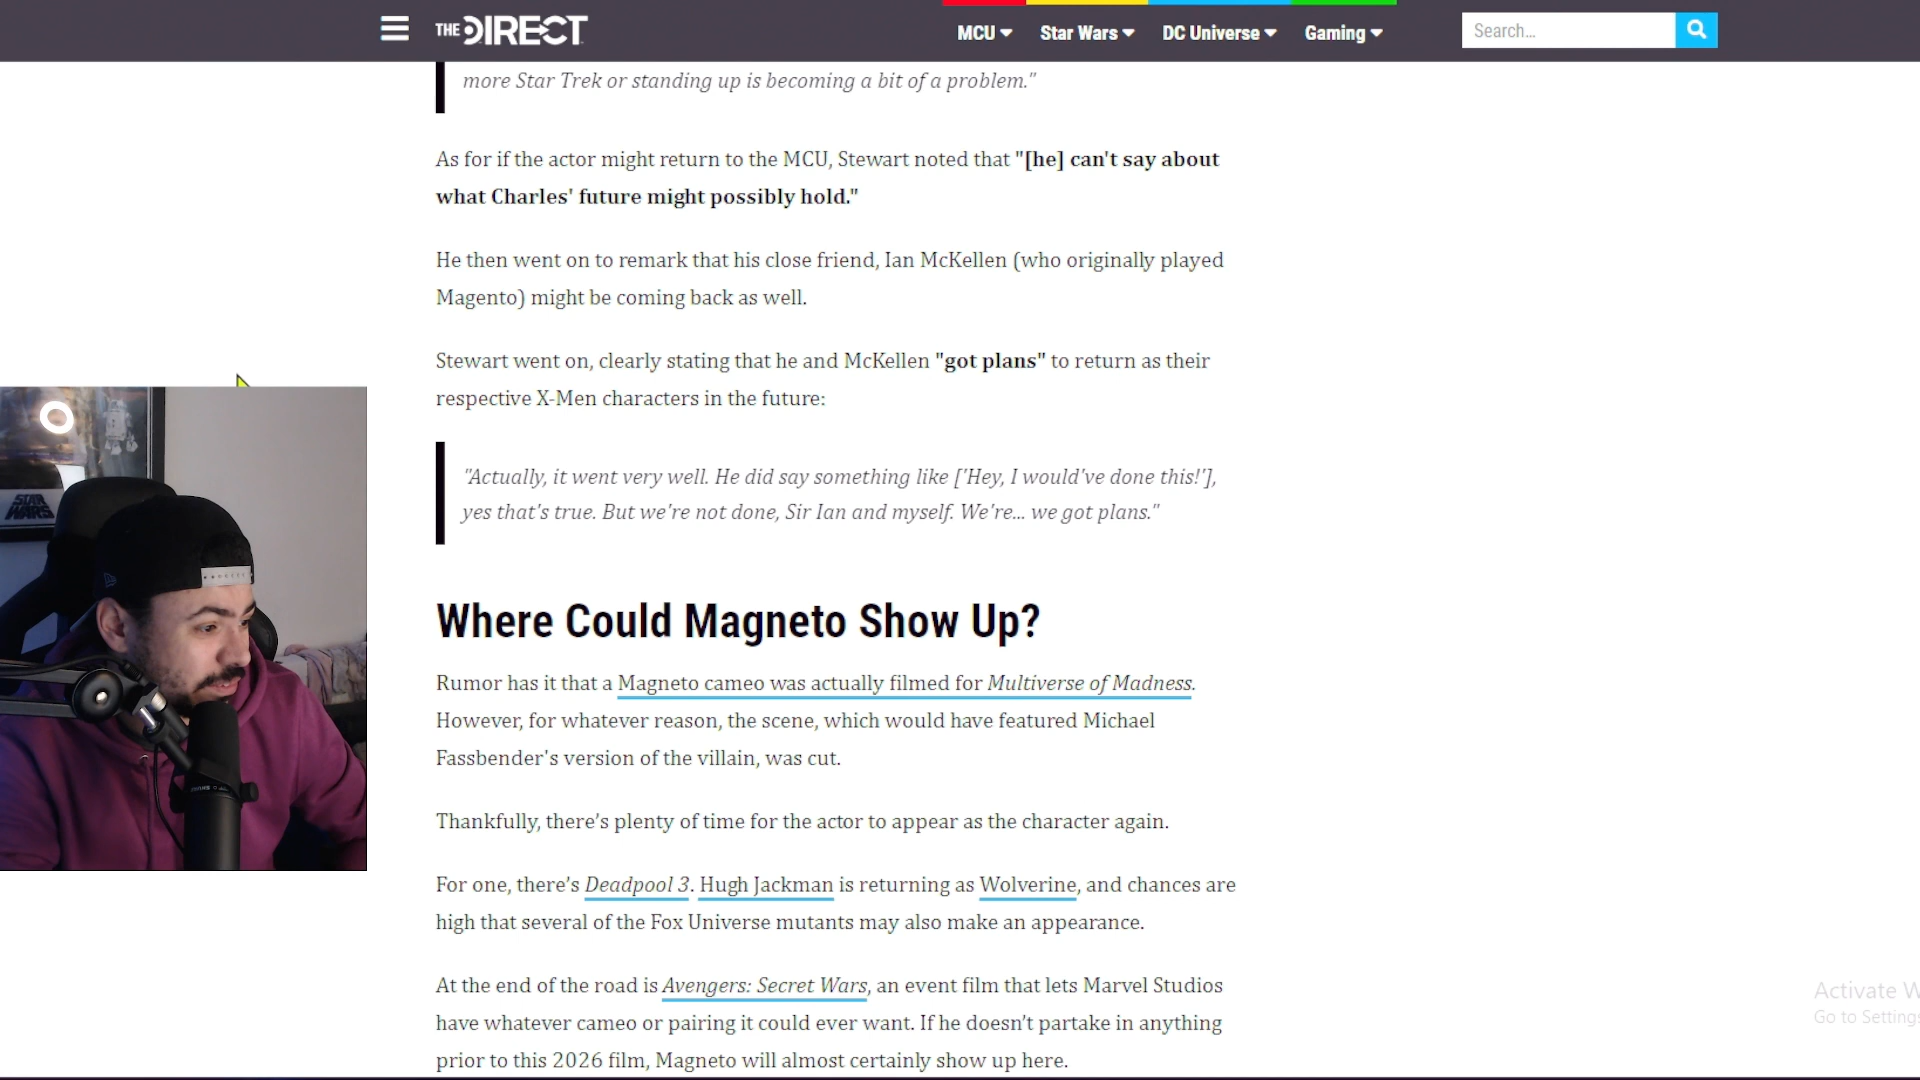 THE DIRECT
MCU
Star Wars
DC Universe
Gaming
Search...
more Star Trek or standing up is becoming a bit of a problem."
As for if the actor might return to the MCU, Stewart noted that "[he] can't say about
what Charles' future might possibly hold."
He then went on to remark that his close friend, Ian McKellen (who originally played
Magento) might be coming back as well.
Stewart went on, clearly stating that he and McKellen "got plans" to return as their
respective X-Men characters in the future:
"Actually, it went very well. He did say something like ['Hey, I would've done this!'],
yes that's true. But we're not done, Sir Ian and myself. We're... we got plans."
STAR
WARS
Where Could Magneto Show Up?
Rumor has it that a Magneto cameo was actually filmed for Multiverse of Madness.
However, for whatever reason, the scene, which would have featured Michael
Fassbender's version of the villain, was cut.
Thankfully, there's plenty of time for the actor to appear as the character again.
For one, there's Deadpool 3. Hugh Jackman is returning as Wolverine, and chances are
high that several of the Fox Universe mutants may also make an appearance.
At the end of the road is Avengers: Secret Wars, an event film that lets Marvel Studios
have whatever cameo or pairing it could ever want. If he doesn't partake in anything
prior to this 2026 film, Magneto will almost certainly show up here.
Activate W
Go to Settings